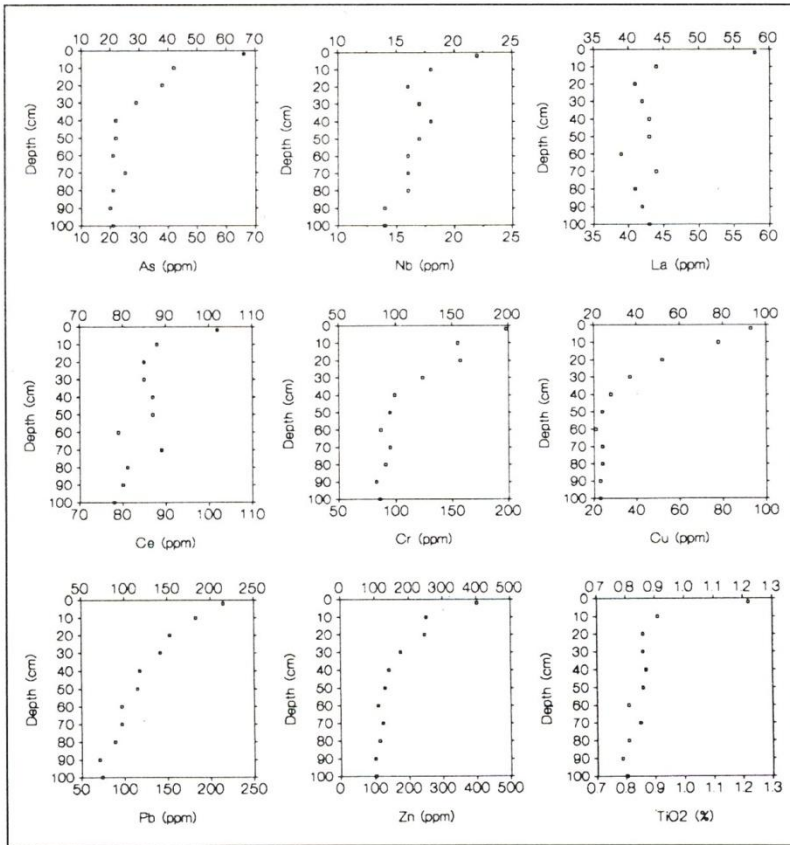 10 20 30 40 50 60 70
10 15 20 25
35 40 45 50 55 60
0
10
20
30
40
50
60
70
80
90
100
Depth (cm)
0
10
20
30
40
50
60
70
80
90
100
Depth (cm)
0
10
20
30
40
50
60
70
80
90
100
Depth (cm)
10 20 30 40 50 60 70
10 15 20 25
35 40 45 50 55 60
As (ppm)
Nb (ppm)
La (ppm)
70 80 90 100 110
50 100 150 200
20 40 60 80 100
0
10
20
30
40
50
60
70
80
90
100
Depth (cm)
0
10
20
30
40
50
60
70
80
90
100
Depth (cm)
0
10
20
30
40
50
60
70
80
90
100
Depth (cm)
70 80 90 100 110
50 100 150 200
20 40 60 80 100
Ce (ppm)
Cr (ppm)
Cu (ppm)
50 100 150 200 250
0 100 200 300 400 500
0.7 0.8 0.9 1.0 1.1 1.2 1.3
0
10
20
30
40
50
60
70
80
90
100
Depth (cm)
0
10
20
30
40
50
60
70
80
90
100
Depth (cm)
0
10
20
30
40
50
60
70
80
90
100
Depth (cm)
50 100 150 200 250
0 100 200 300 400 500
0.7 0.8 0.9 1.0 1.1 1.2 1.3
Pb (ppm)
Zn (ppm)
TiO2 (%)